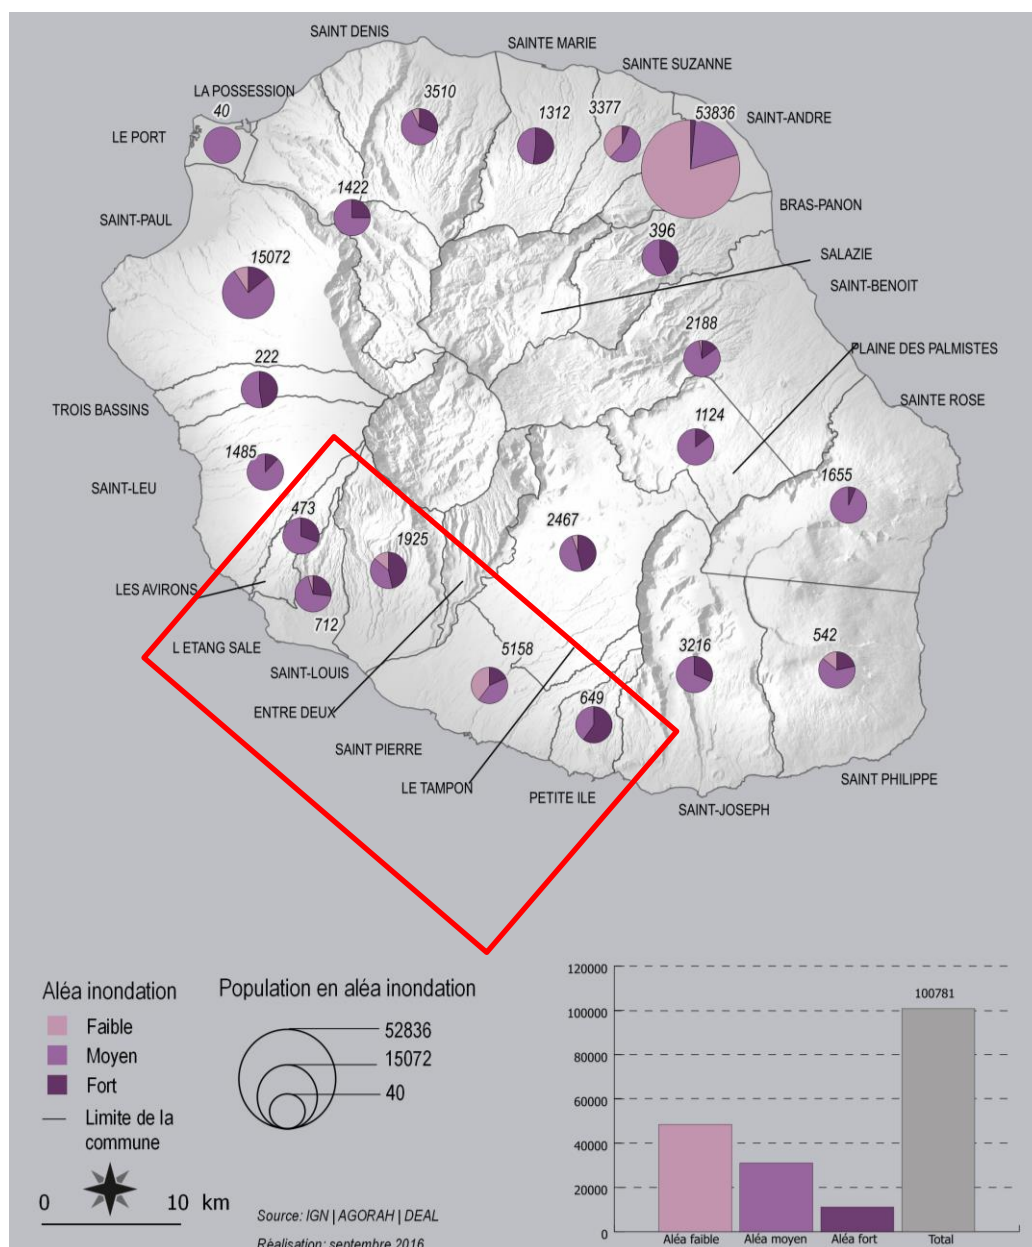 SAINT DENIS
SAINTE MARIE
SAINTE SUZANNE
LA POSSESSION
3510
40
1312
3377
53836
SAINT-ANDRE
LE PORT
1422
SAINT-PAUL
BRAS-PANON
396
15072
SALAZIE
SAINT-BENOIT
2188
PLAINE DES PALMISTES
222
TROIS BASSINS
SAINTE ROSE
1124
1485
1655
SAINT-LEU
473
2467
1925
LES AVIRONS
712
L ETANG SALE
5158
3216
542
SAINT-LOUIS
649
ENTRE DEUX
SAINT PIERRE
LE TAMPON
PETITE ILE
SAINT PHILIPPE
SAINT-JOSEPH
Aléa inondation
Faible
Moyen
Fort
Limite de la
commune
0 10 km
Population en aléa inondation
52836
15072
40
Source: IGN | AGORAH | DEAL
Réalisation: septembre 2016
120000
100000
80000
60000
40000
20000
0
100781
Aléa faible Aléa moyen Aléa fort Total